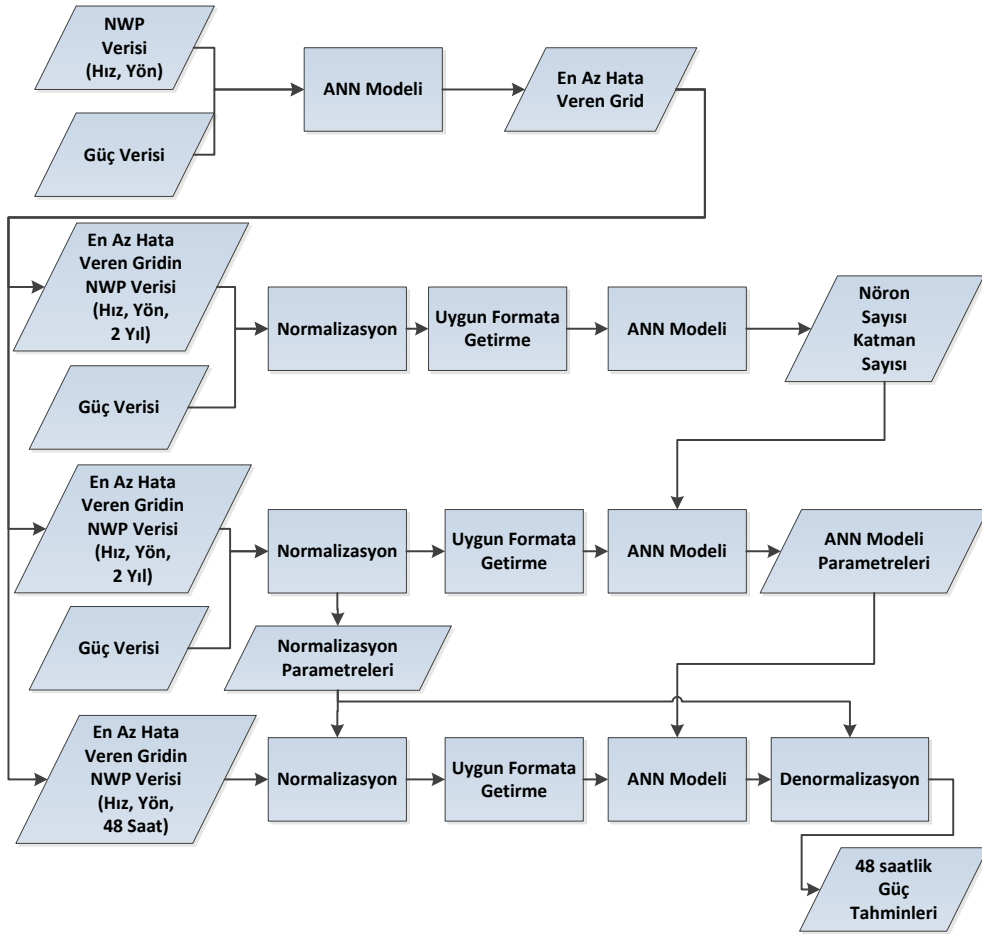 NWP
Verisi
(Hız, Yön)
ANN Modeli
En Az Hata
Veren Grid
Güç Verisi
En Az Hata
Veren Gridin
NWP Verisi
(Hız, Yön,
2 Yıl)
Normalizasyon
Uygun Formata
Getirme
ANN Modeli
Nöron
Sayısı
Katman
Sayısı
Güç Verisi
En Az Hata
Veren Gridin
NWP Verisi
(Hız, Yön,
2 Yıl)
Normalizasyon
Uygun Formata
Getirme
ANN Modeli
ANN Modeli
Parametreleri
Güç Verisi
Normalizasyon
Parametreleri
En Az Hata
Veren Gridin
NWP Verisi
(Hız, Yön,
48 Saat)
Normalizasyon
Uygun Formata
Getirme
ANN Modeli
Denormalizasyon
48 saatlik
Güç
Tahminleri